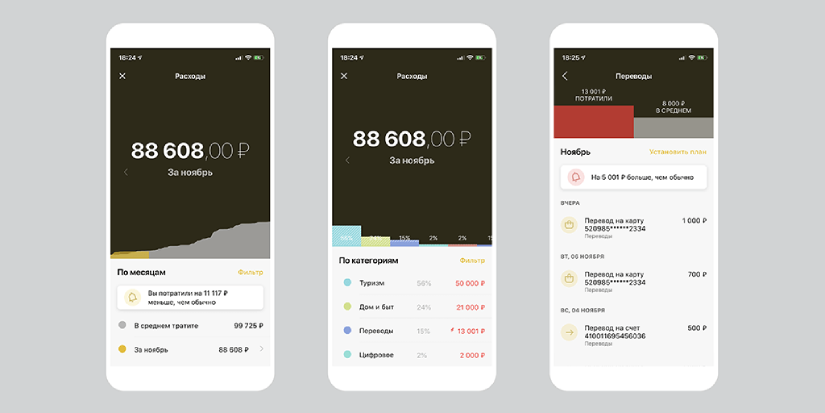 18:24
Расходы
88 608,00 ₽
За ноябрь
По месяцам
Фильтр
Вы потратили на 11 117 ₽
меньше, чем обычно
В среднем тратите
99 725 ₽
За ноябрь
88 608 ₽
18:24
Расходы
88 608,00 ₽
За ноябрь
24%
15%
2%
2%
По категориям
Фильтр
Туризм
56%
50 000 ₽
Дом и быт
24%
21 000 ₽
Переводы
15%
13 001 ₽
Цифровое
2%
2 000 ₽
18:25
Переводы
13 001 ₽
ПОТРАТИЛИ
8 000 ₽
В СРЕДНЕМ
Ноябрь
Установить план
На 5 001 ₽ больше, чем обычно
ВЧЕРА
Перевод на карту
520985******2334
Переводы
1 000 ₽
ВТ, 06 НОЯБРЯ
Перевод на карту
520985******2334
Переводы
700 ₽
ВС, 04 НОЯБРЯ
Перевод на счет
410011695456036
Переводы
500 ₽